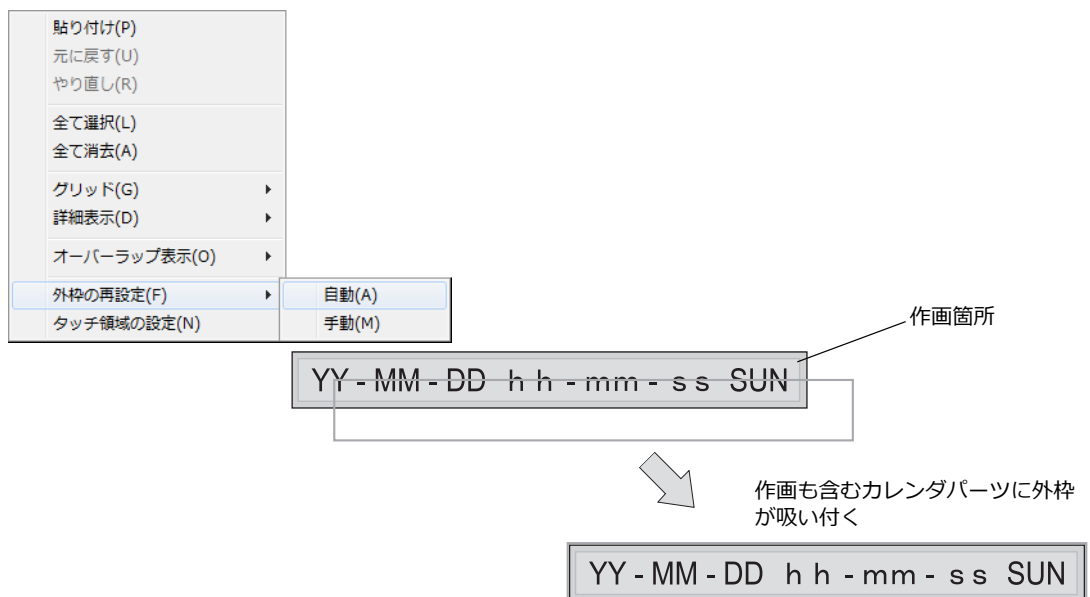 貼り付け(P)
元に戻す(U)
やり直し(R)
全て選択(L)
全て消去(A)
グリッド(G)
詳細表示(D)
オーバーラップ表示(O)
外枠の再設定(F)
自動(A)
タッチ領域の設定(N)
手動(M)
作画箇所
YY - MM - DD hh - mm - ss SUN
作画も含むカレンダパーツに外枠
が吸い付く
YY - MM - DD hh - mm - ss SUN